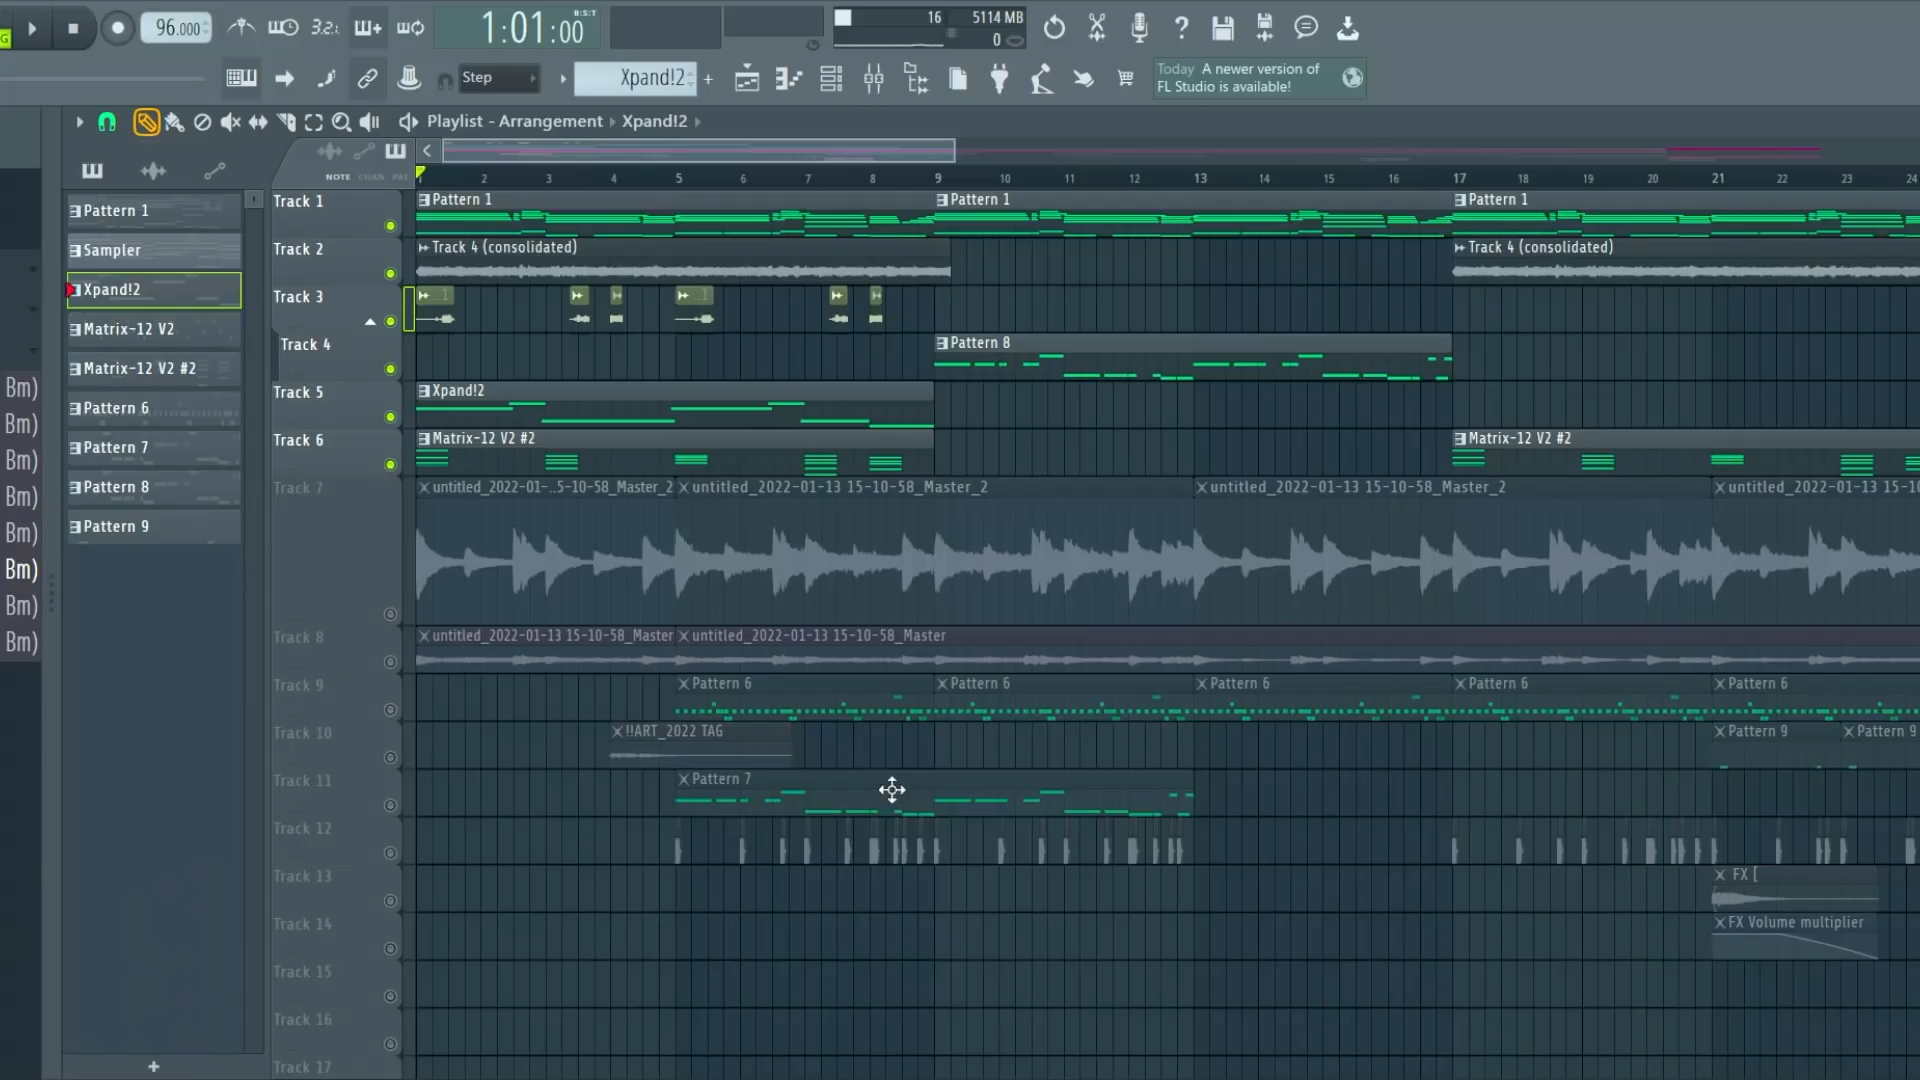 G
96.000
3.2.
1:01:00
B:S:T
16
5114 MB
0
Step
Xpand!2
Today A newer version of
FL Studio is available!
Playlist - Arrangement Xpand!2
NOTE CHAN PAT
1 2 3 4 5 6 7 8 9 10 11 12 13 14 15 16 17 18 19 20 21 22 23 24
Pattern 1
Sampler
Xpand!2
Matrix-12 V2
Matrix-12 V2 #2
Pattern 6
Pattern 7
Pattern 8
Pattern 9
Bm)
Bm)
Bm)
Bm)
Bm)
Bm)
Bm)
Bm)
Track 1
Pattern 1 Pattern 1 Pattern 1
Track 2
Track 4 (consolidated) Track 4 (consolidated)
Track 3
..1 ..1
Track 4
Pattern 8
Track 5
Xpand!2
Track 6
Matrix-12 V2 #2 Matrix-12 V2 #2
Track 7
untitled_2022-01-..5-10-58_Master_2 untitled_2022-01-13 15-10-58_Master_2 untitled_2022-01-13 15-10-58_Master_2 untitled_2022-01-13 15-10
Track 8
untitled_2022-01-13 15-10-58_Master untitled_2022-01-13 15-10-58_Master
Track 9
Pattern 6 Pattern 6 Pattern 6 Pattern 6 Pattern 6
Track 10
!!ART_2022 TAG Pattern 9 Pattern 9
Track 11
Pattern 7
Track 12
Track 13
FX [
Track 14
FX Volume multiplier
Track 15
Track 16
Track 17